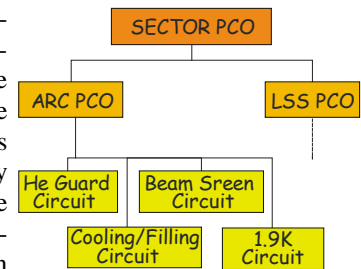 SECTOR PCO
ARC PCO
LSS PCO
He Guard
Circuit
Beam Sreen
Circuit
Cooling/Filling
Circuit
1.9K
Circuit